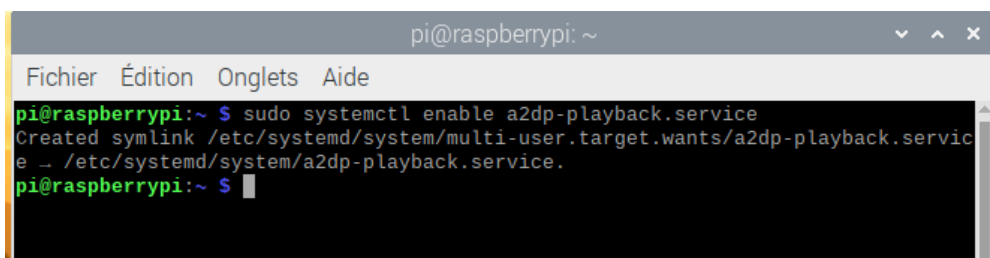 pi@raspberrypi: ~
Fichier Édition Onglets Aide
pi@raspberrypi:~ $ sudo systemctl enable a2dp-playback.service
Created symlink /etc/systemd/system/multi-user.target.wants/a2dp-playback.servic
e → /etc/systemd/system/a2dp-playback.service.
pi@raspberrypi:~ $